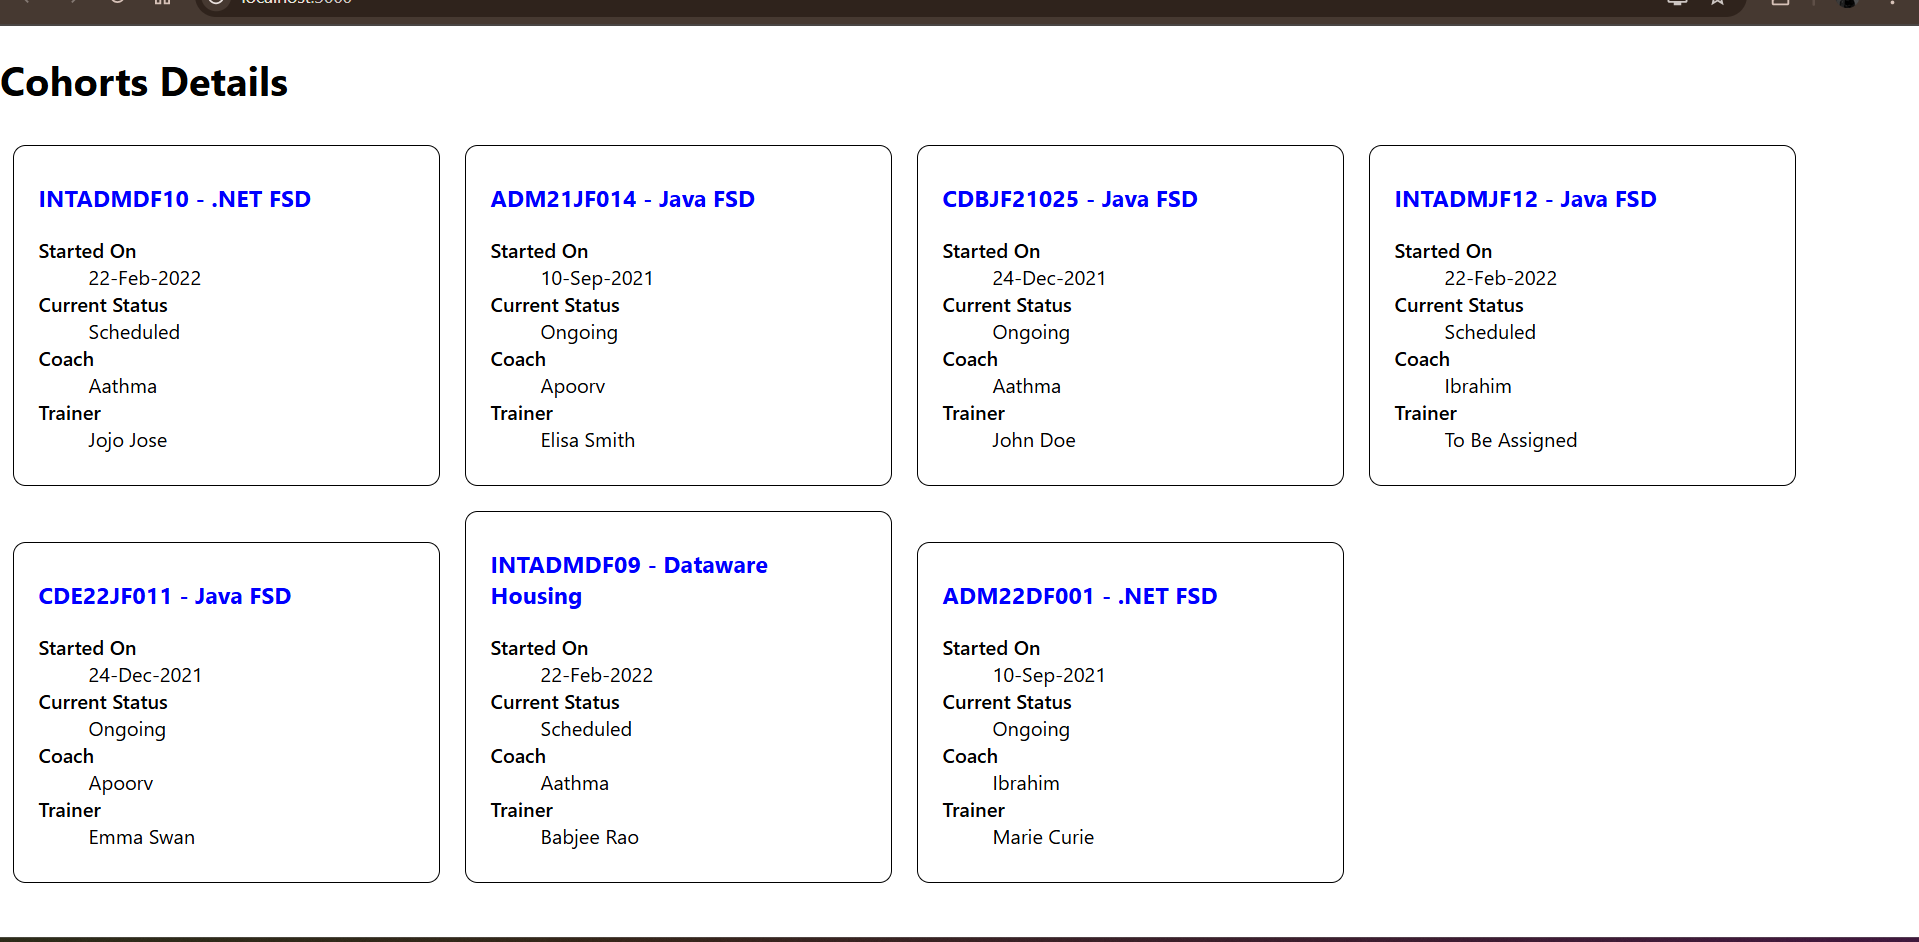 Cohorts Details
INTADMDF10 - .NET FSD
Started On
22-Feb-2022
Current Status
Scheduled
Coach
Aathma
Trainer
Jojo Jose
ADM21JF014 - Java FSD
Started On
10-Sep-2021
Current Status
Ongoing
Coach
Apoorv
Trainer
Elisa Smith
CDBJF21025 - Java FSD
Started On
24-Dec-2021
Current Status
Ongoing
Coach
Aathma
Trainer
John Doe
INTADMJF12 - Java FSD
Started On
22-Feb-2022
Current Status
Scheduled
Coach
Ibrahim
Trainer
To Be Assigned
CDE22JF011 - Java FSD
Started On
24-Dec-2021
Current Status
Ongoing
Coach
Apoorv
Trainer
Emma Swan
INTADMDF09 - Dataware
Housing
Started On
22-Feb-2022
Current Status
Scheduled
Coach
Aathma
Trainer
Babjee Rao
ADM22DF001 - .NET FSD
Started On
10-Sep-2021
Current Status
Ongoing
Coach
Ibrahim
Trainer
Marie Curie